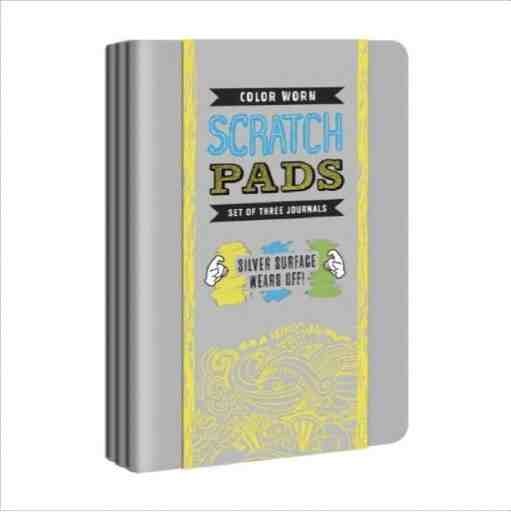 COLOR WORN
SCRATCH
PADS
SET OF THREE JOURNALS
SILVER SURFACE
WEARS OFF!